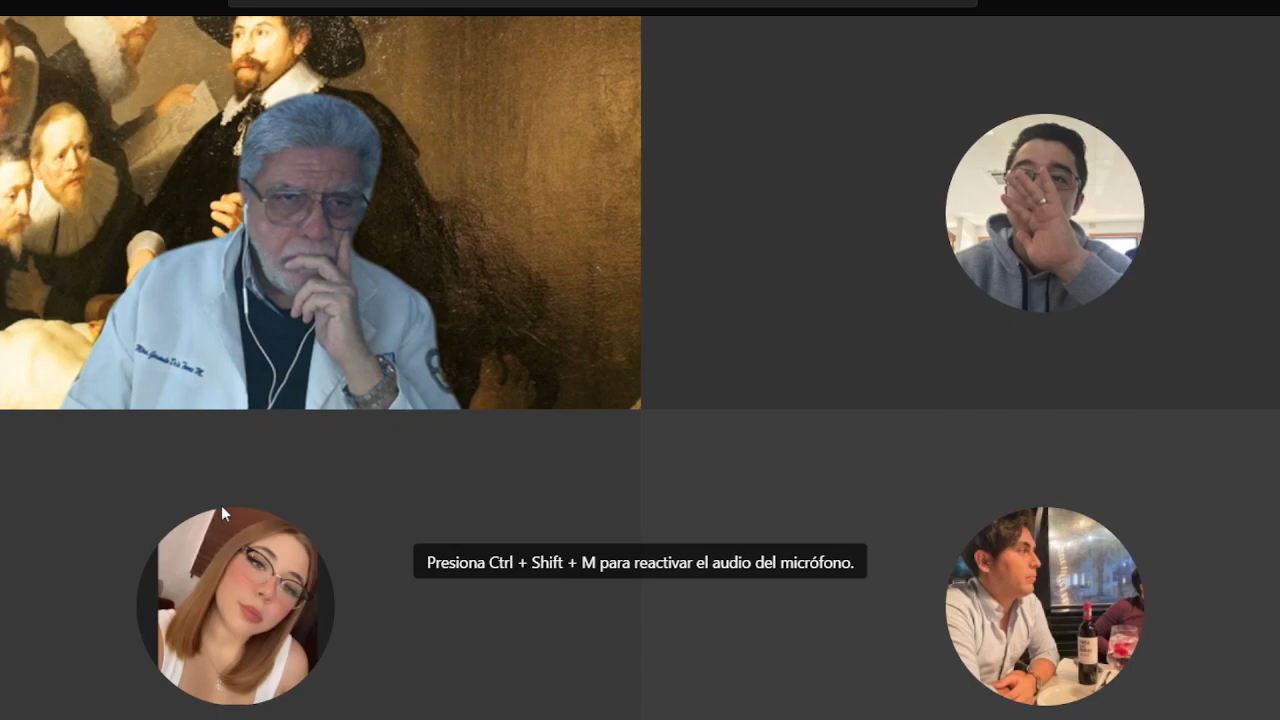 Presiona Ctrl + Shift + M para reactivar el audio del micrófono.